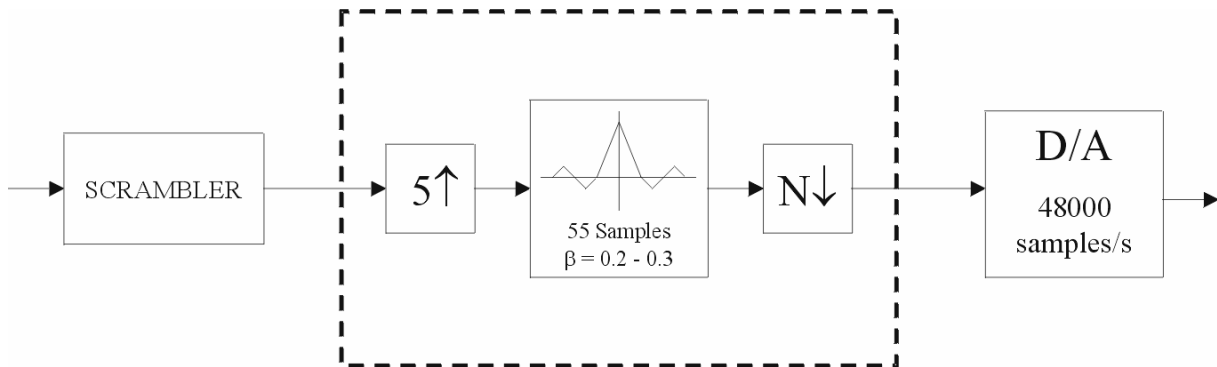 SCRAMBLER
5↑
55 Samples
β = 0.2 - 0.3
N↓
D/A
48000
samples/s